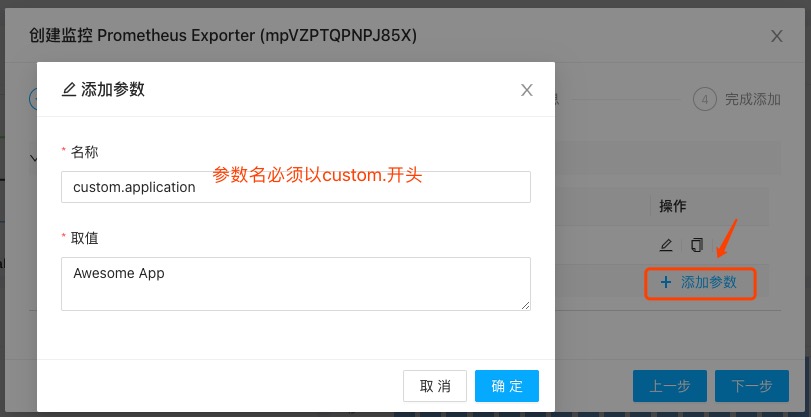 创建监控 Prometheus Exporter (mpVZPTQPNPJ85X)
添加参数
4 完成添加
* 名称
参数名必须以custom.开头
custom.application
操作
* 取值
Awesome App
+ 添加参数
取 消
确 定
上一步
下一步